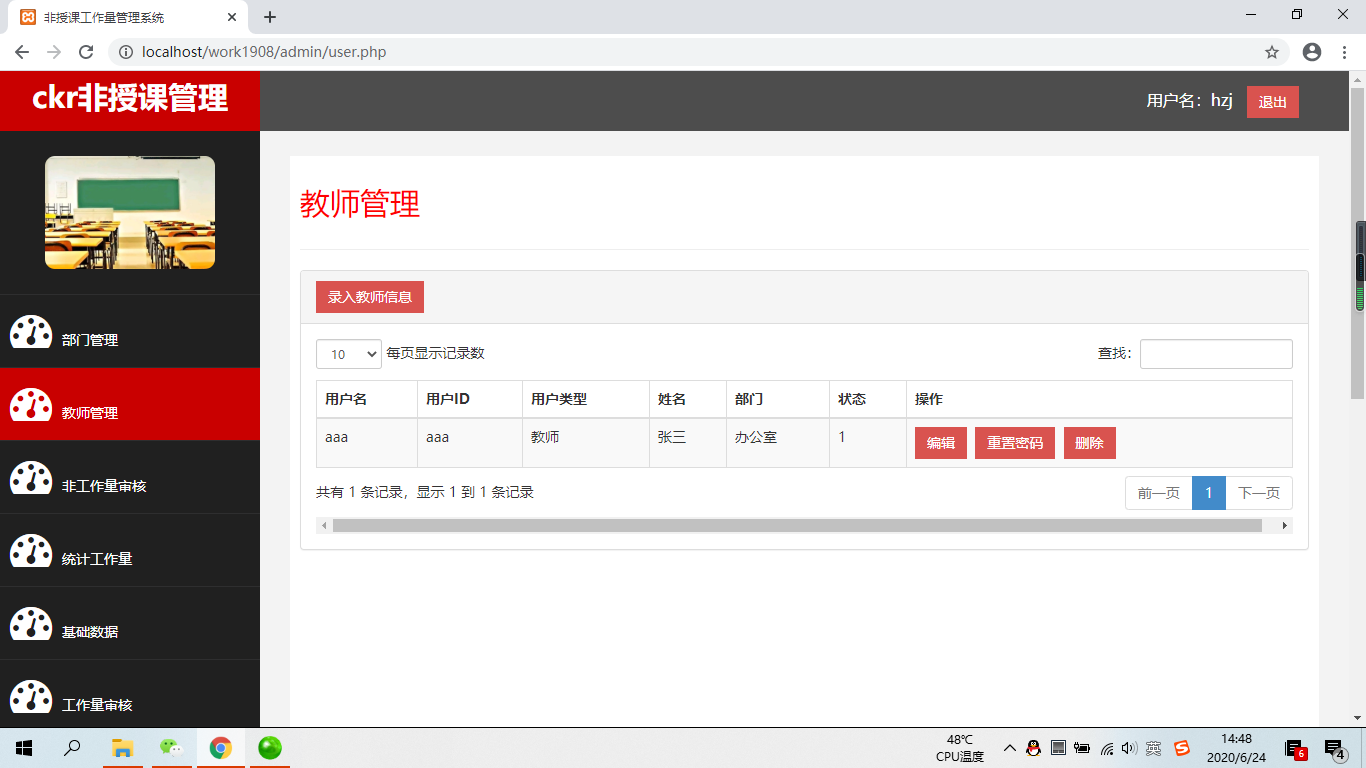 非授课工作量管理系统
localhost/work1908/admin/user.php
ckr非授课管理
用户名：hzj 退出
部门管理
教师管理
非工作量审核
统计工作量
基础数据
工作量审核
教师管理
录入教师信息
10 每页显示记录数 查找：
用户名 用户ID 用户类型 姓名 部门 状态 操作
aaa aaa 教师 张三 办公室 1 编辑 重置密码 删除
共有 1 条记录，显示 1 到 1 条记录 前一页 1 下一页
48℃
CPU温度
英
14:48
2020/6/24
6
4